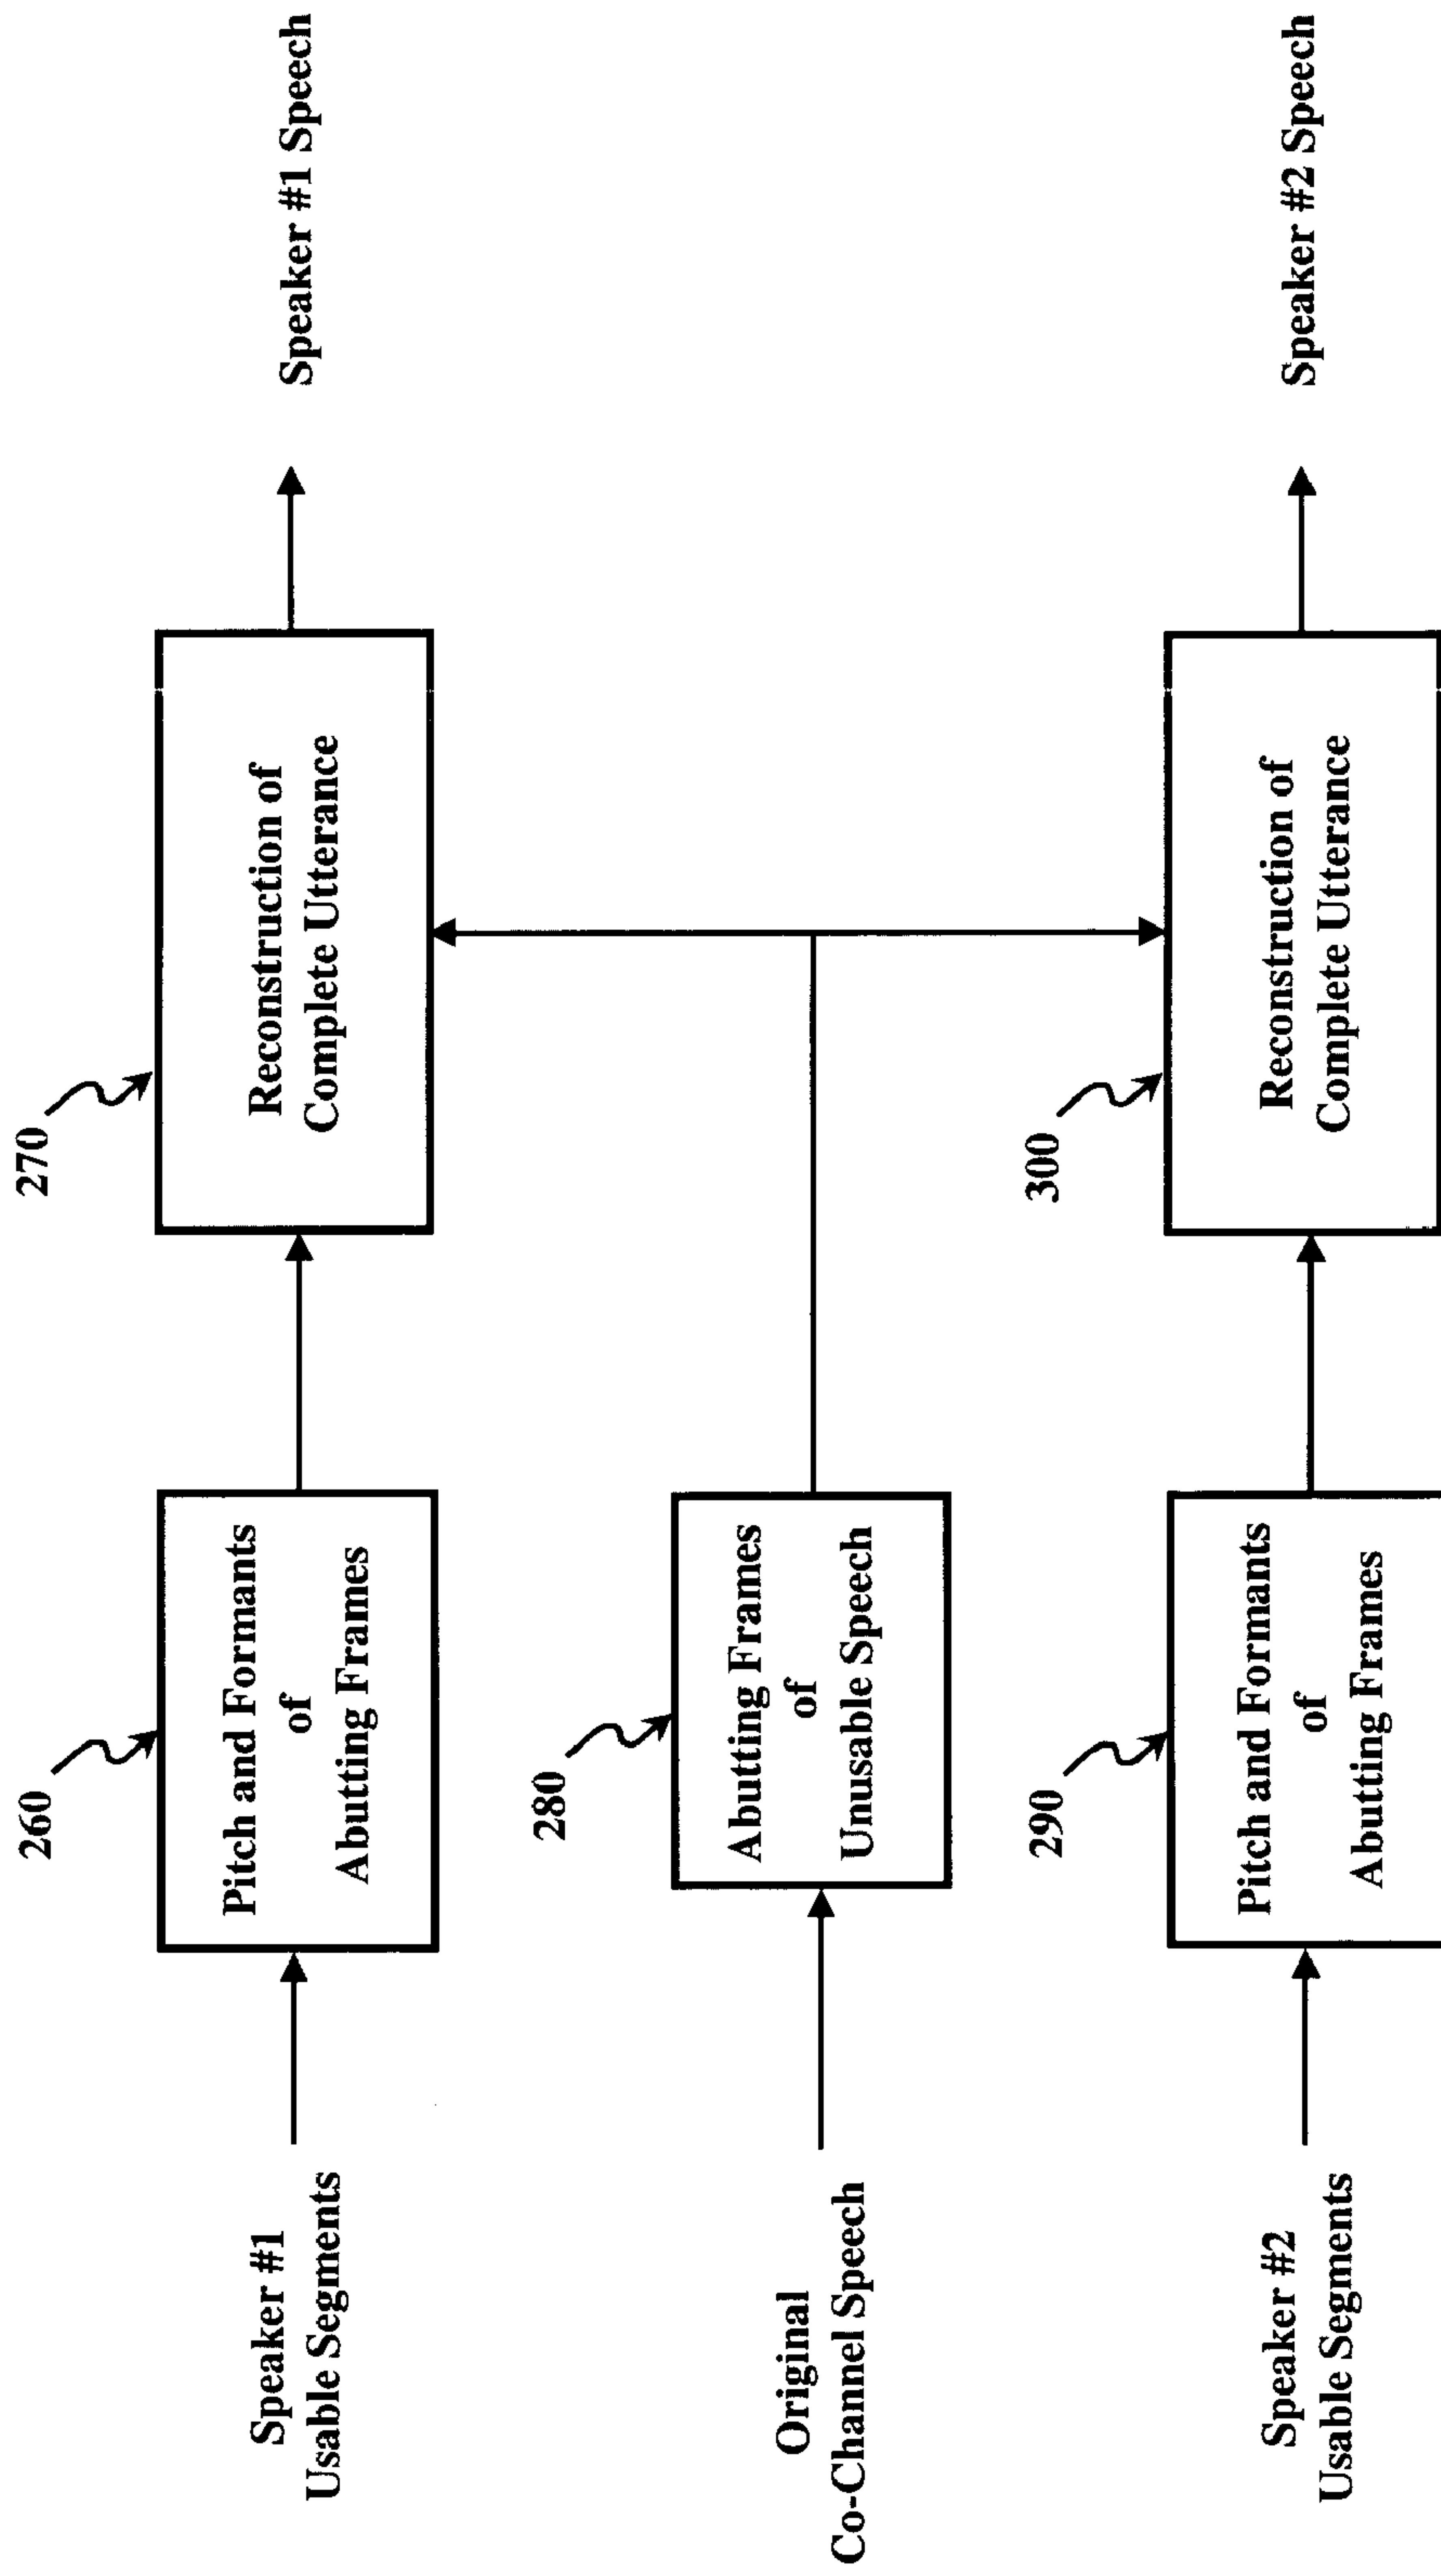 270
Speaker #1
Usable Segments
260
Pitch and Formants
of
Abutting Frames
Reconstruction of
Complete Utterance
Speaker #1 Speech
Original
Co-Channel Speech
280
Abutting Frames
of
Unusable Speech
300
Speaker #2
Usable Segments
290
Pitch and Formants
of
Abutting Frames
Reconstruction of
Complete Utterance
Speaker #2 Speech